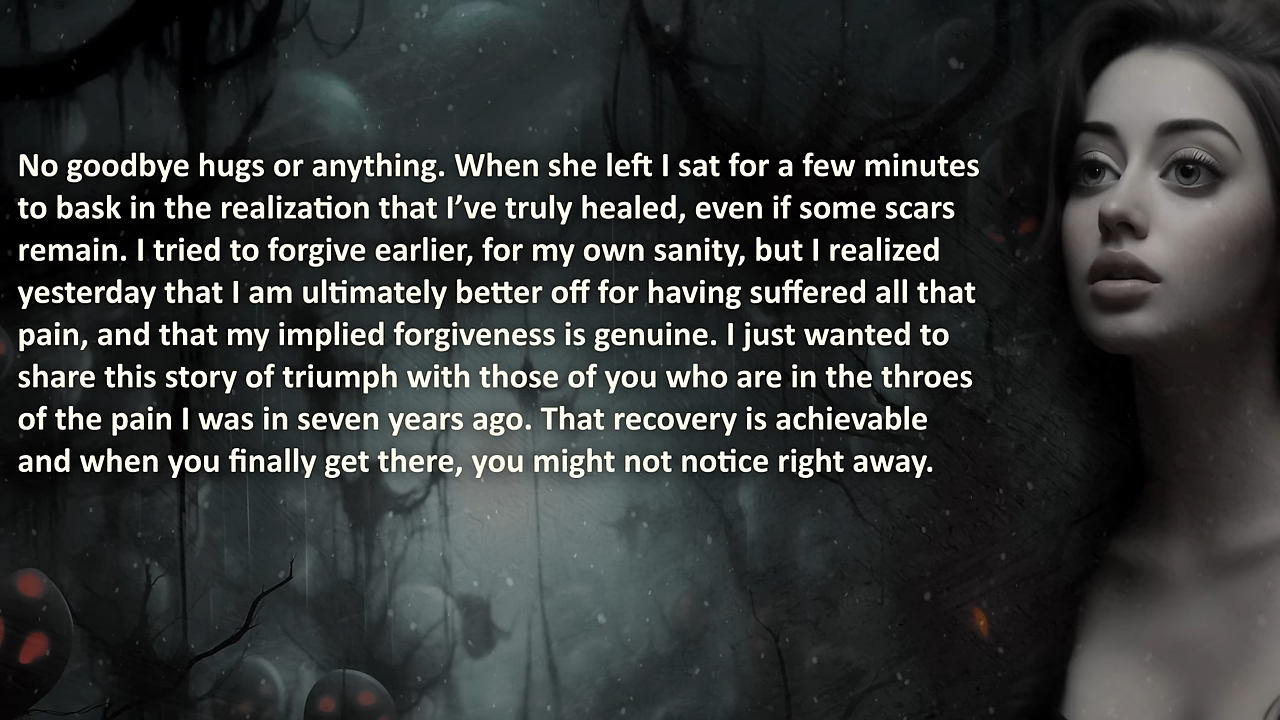 No goodbye hugs or anything. When she left I sat for a few minutes
to bask in the realization that I’ve truly healed, even if some scars
remain. I tried to forgive earlier, for my own sanity, but I realized
yesterday that I am ultimately better off for having suffered all that
pain, and that my implied forgiveness is genuine. I just wanted to
share this story of triumph with those of you who are in the throes
of the pain I was in seven years ago. That recovery is achievable
and when you finally get there, you might not notice right away.